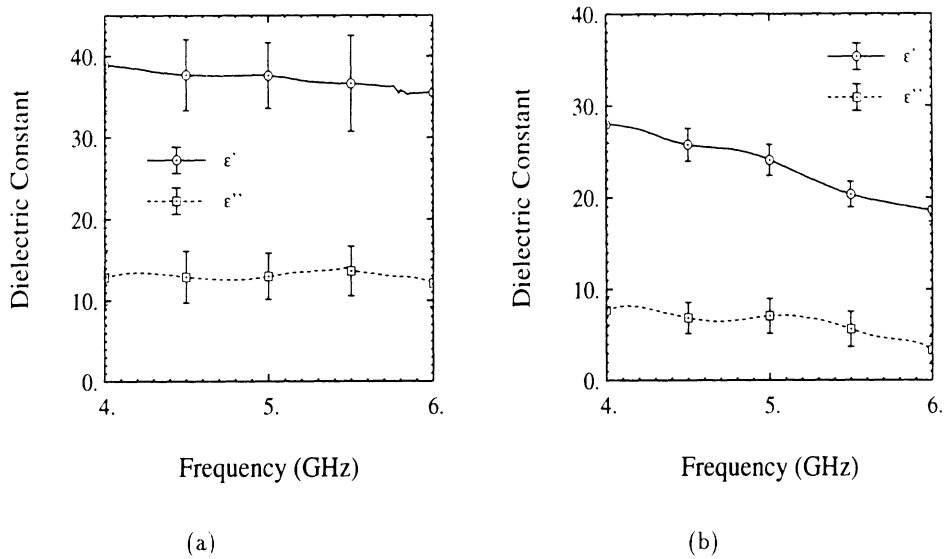 Dielectric Constant
40.
30.
20.
10.
0.
ε'
ε''
4.
5.
6.
Frequency (GHz)
(a)
Dielectric Constant
40.
30.
20.
10.
0.
ε'
ε''
4.
5.
6.
Frequency (GHz)
(b)